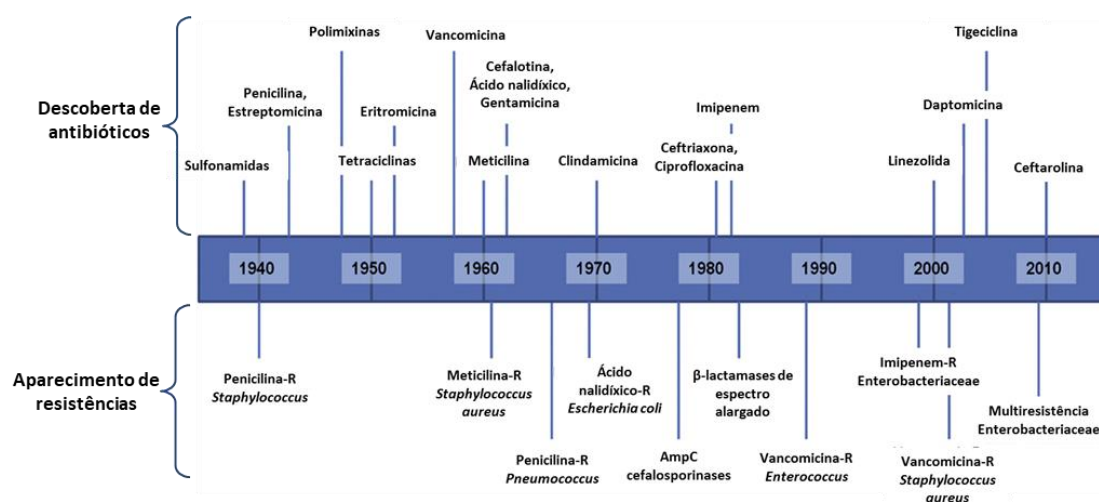 Descoberta de
antibióticos
Sulfonamidas
Penicilina,
Estreptomicina
Polimixinas
Tetraciclinas
Eritromicina
Vancomicina
Meticilina
Cefalotina,
Ácido nalidíxico,
Gentamicina
Clindamicina
Ceftriaxona,
Ciprofloxacina
Imipenem
Linezolida
Daptomicina
Tigeciclina
Ceftarolina
1940
1950
1960
1970
1980
1990
2000
2010
Aparecimento de
resistências
Penicilina-R
Staphylococcus
Meticilina-R
Staphylococcus
aureus
Penicilina-R
Pneumococcus
Ácido
nalidíxico-R
Escherichia coli
AmpC
cefalosporinases
β-lactamases de
espectro
alargado
Vancomicina-R
Enterococcus
Imipenem-R
Enterobacteriaceae
Vancomicina-R
Staphylococcus
aureus
Multiresistência
Enterobacteriaceae